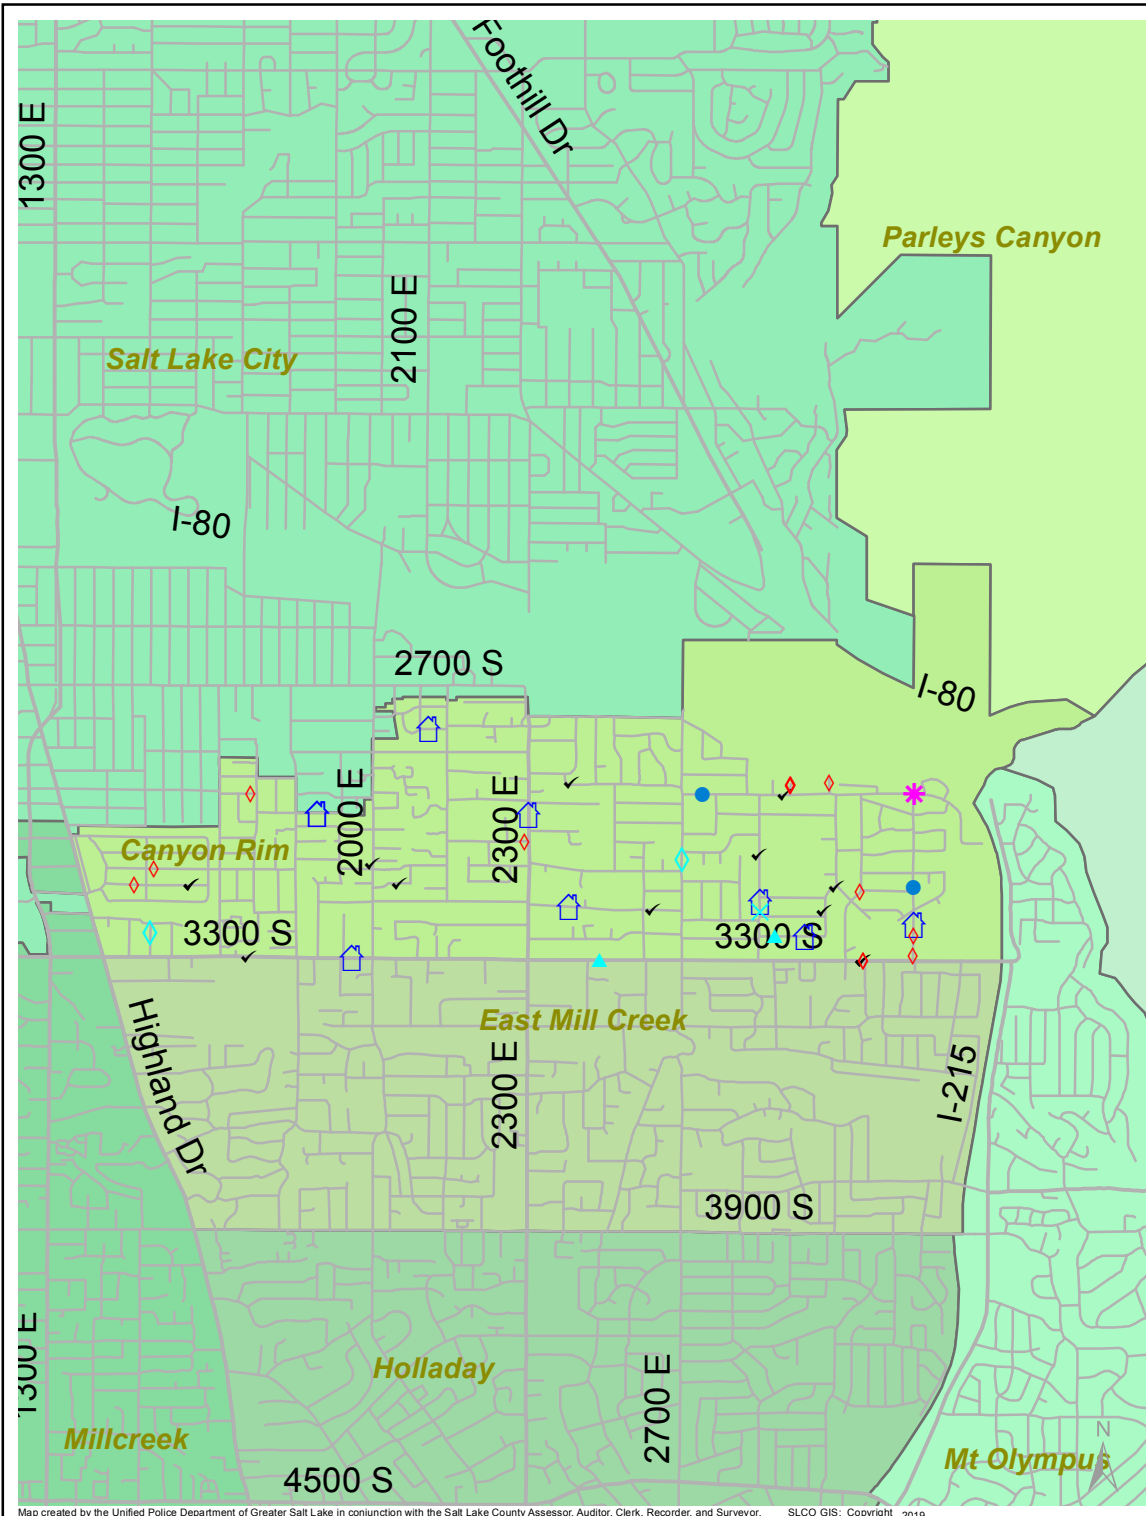 Foothill Dr
1300 E
Parleys Canyon
2100 E
Salt Lake City
I-80
2700 S
I-80
2000 E
2300 E
Canyon Rim
3300 S
3300 S
East Mill Creek
Highland Dr
2300 E
I-215
3900 S
1300 E
Holladay
2700 E
Millcreek
N
Mt Olympus
4500 S
Map created by the Unified Police Department of Greater Salt Lake in conjunction with the Salt Lake County Assessor, Auditor, Clerk, Recorder, and Surveyor. SLCO GIS: Copyright 2019